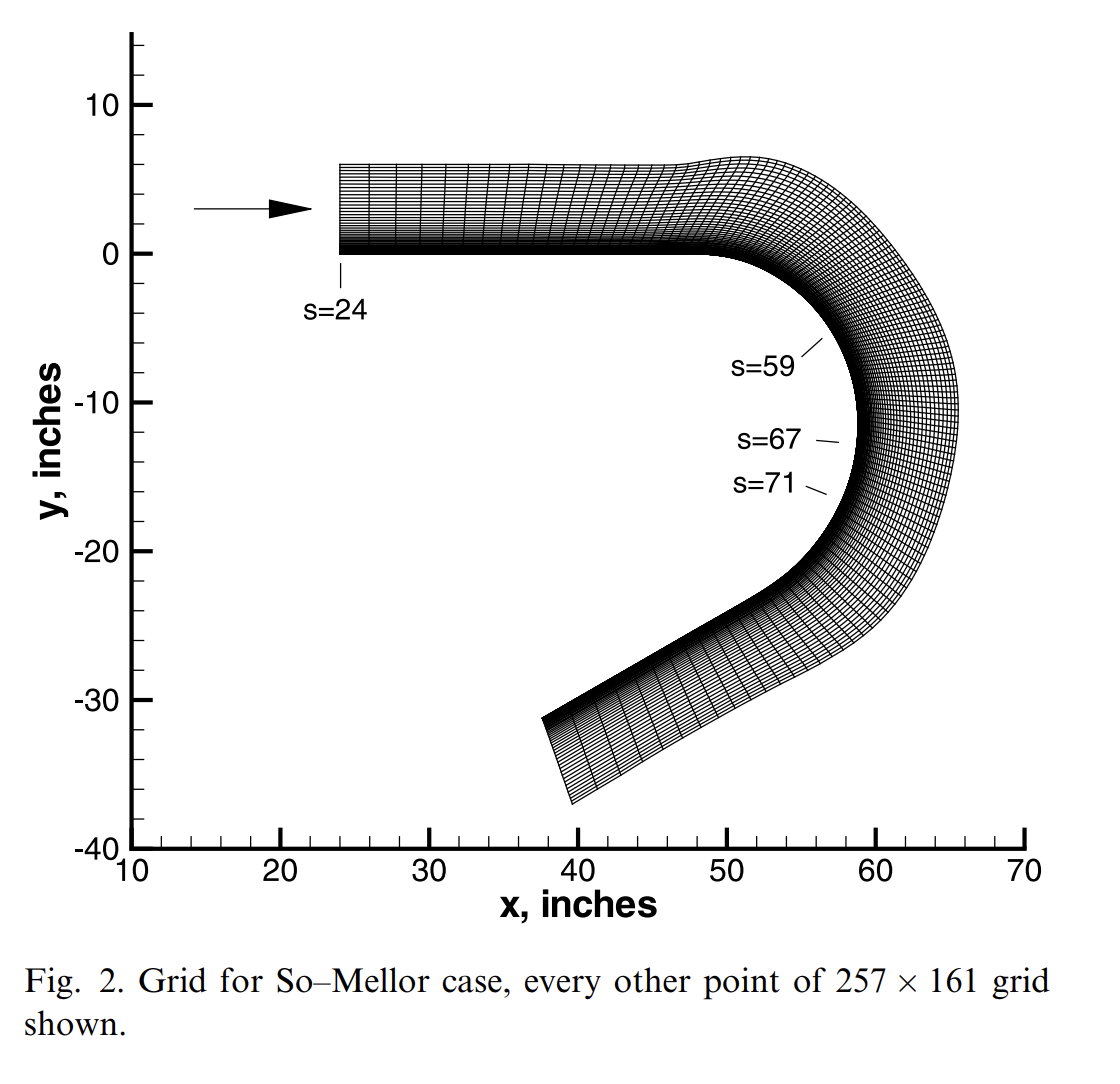 10
0
s=24
s=59
-10
s=67
s=71
y, inches
-20
-30
-40
10 20 30 40 50 60 70
x, inches
Fig. 2. Grid for So–Mellor case, every other point of 257 × 161 grid
shown.